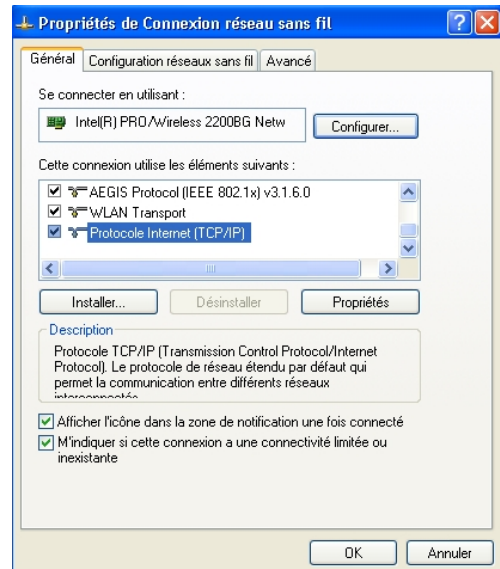 Propriétés de Connexion réseau sans fil
Général
Configuration réseaux sans fil
Avancé
Se connecter en utilisant :
Intel(R) PRO/Wireless 2200BG Netw
Configurer...
Cette connexion utilise les éléments suivants :
AEGIS Protocol (IEEE 802.1x) v3.1.6.0
WLAN Transport
Protocole Internet (TCP/IP)
Installer...
Désinstaller
Propriétés
Description
Protocole TCP/IP (Transmission Control Protocol/Internet
Protocol). Le protocole de réseau étendu par défaut qui
permet la communication entre différents réseaux
interconnectés
Afficher l'icône dans la zone de notification une fois connecté
M'indiquer si cette connexion a une connectivité limitée ou
inexistante
OK
Annuler